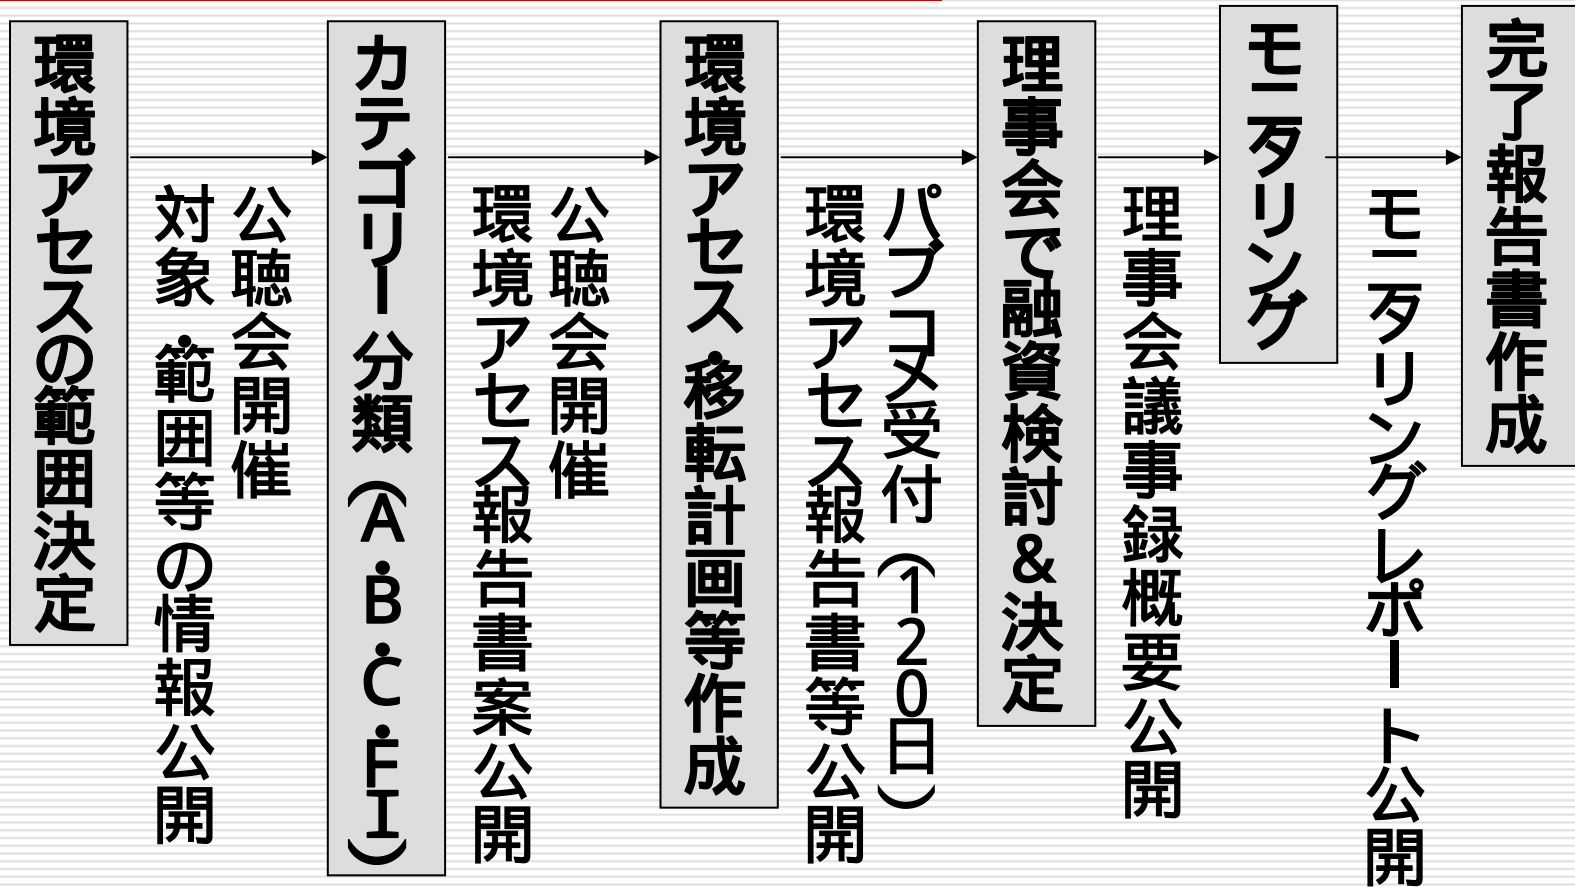 環境アセスの範囲決定
公聴会開催
対象・範囲等の情報公開
カテゴリー分類（A・B・C・FI）
公聴会開催
環境アセス報告書案公開
環境アセス・移転計画等作成
パブコメ受付（120日）
環境アセス報告書等公開
理事会で融資検討＆決定
理事会議事録概要公開
モニタリング
モニタリングレポート公開
完了報告書作成